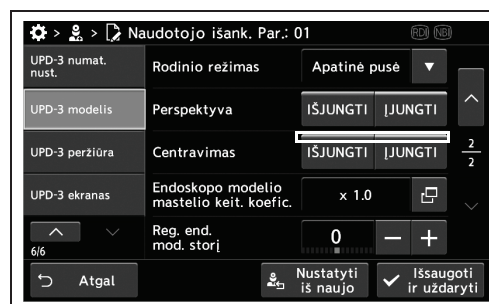 > > Naudotojo išank. Par.: 01 RDI NBI
UPD-3 numat.
nust.
Rodinio režimas Apatinė pusė
UPD-3 modelis
Perspektyva IŠJUNGTI ĮJUNGTI
UPD-3 peržiūra
Centravimas IŠJUNGTI ĮJUNGTI
2
2
UPD-3 ekranas
Endoskopo modelio
mastelio keit. koefic. x 1.0
6/6
Reg. end.
mod. storį 0 − +
Atgal
Nustatyti
iš naujo
Išsaugoti
ir uždaryti